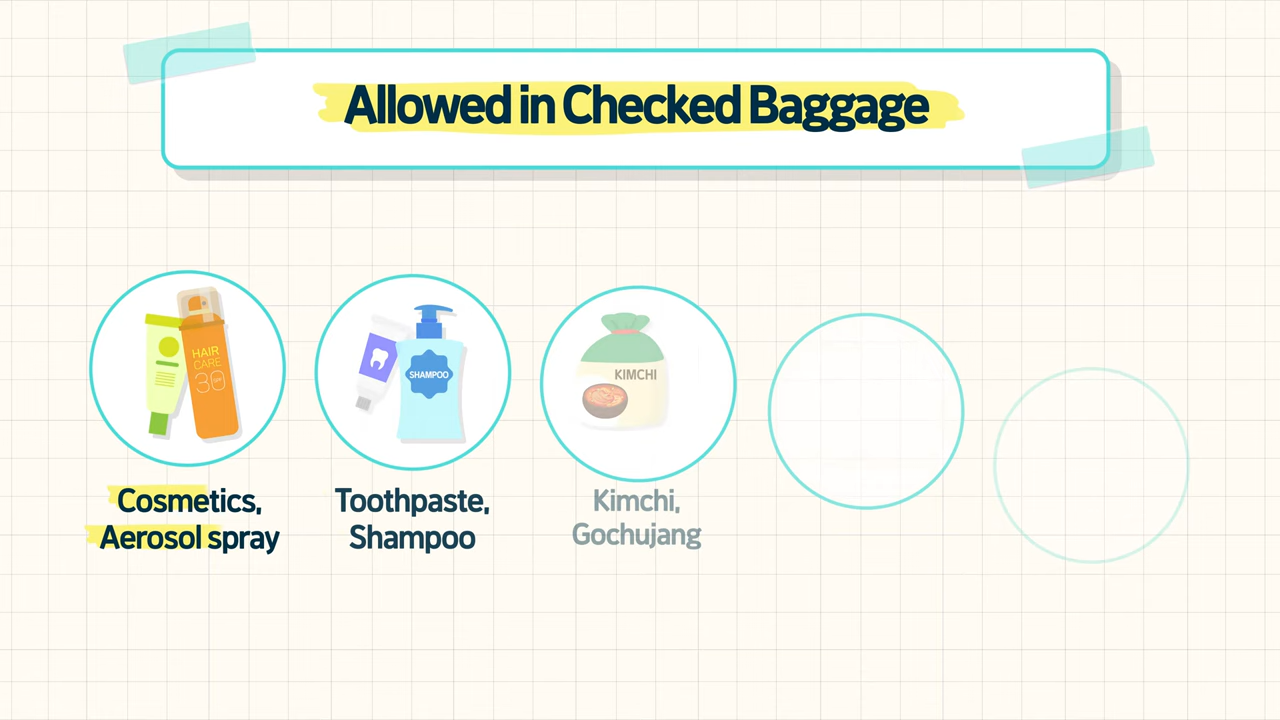 Allowed in Checked Baggage
HAIR
CARE
30
SHAMPOO
KIMCHI
Cosmetics,
Aerosol spray
Toothpaste,
Shampoo
Kimchi,
Gochujang